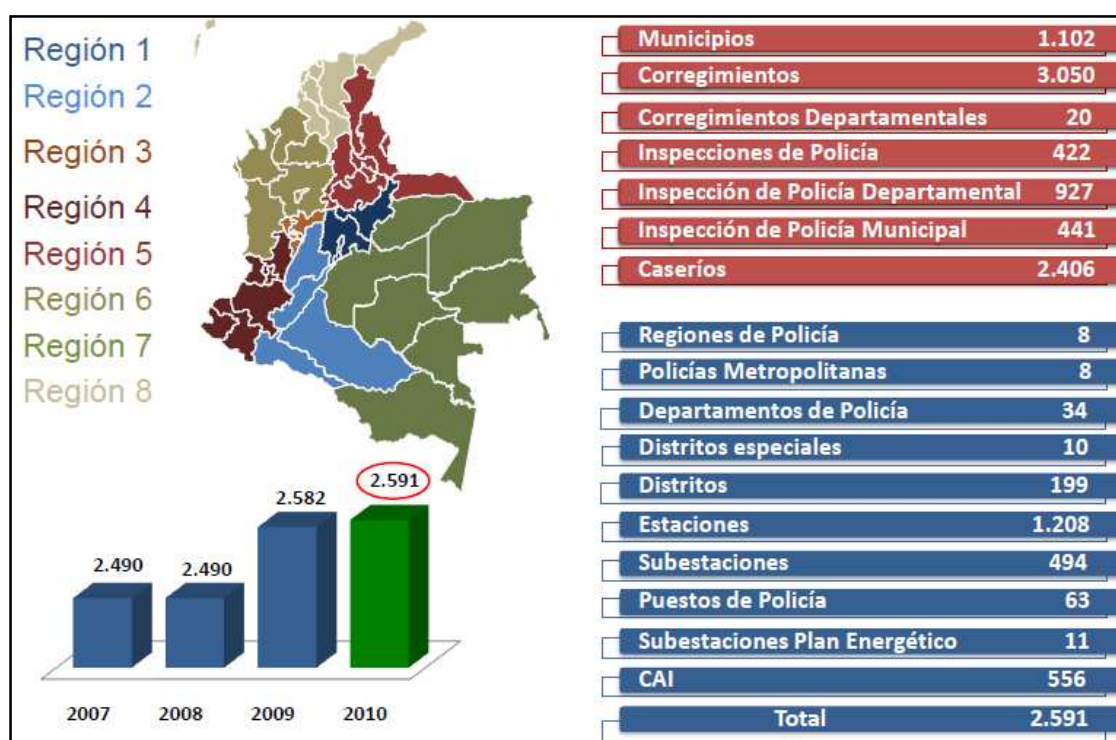 Región 1
Región 2
Región 3
Región 4
Región 5
Región 6
Región 7
Región 8
Municipios 1.102
Corregimientos 3.050
Corregimientos Departamentales 20
Inspecciones de Policía 422
Inspección de Policía Departamental 927
Inspección de Policía Municipal 441
Caseríos 2.406
Regiones de Policía 8
Policías Metropolitanas 8
Departamentos de Policía 34
Distritos especiales 10
Distritos 199
Estaciones 1.208
Subestaciones 494
Puestos de Policía 63
Subestaciones Plan Energético 11
CAI 556
Total 2.591
2.490 2.490 2.582 2.591
2007 2008 2009 2010